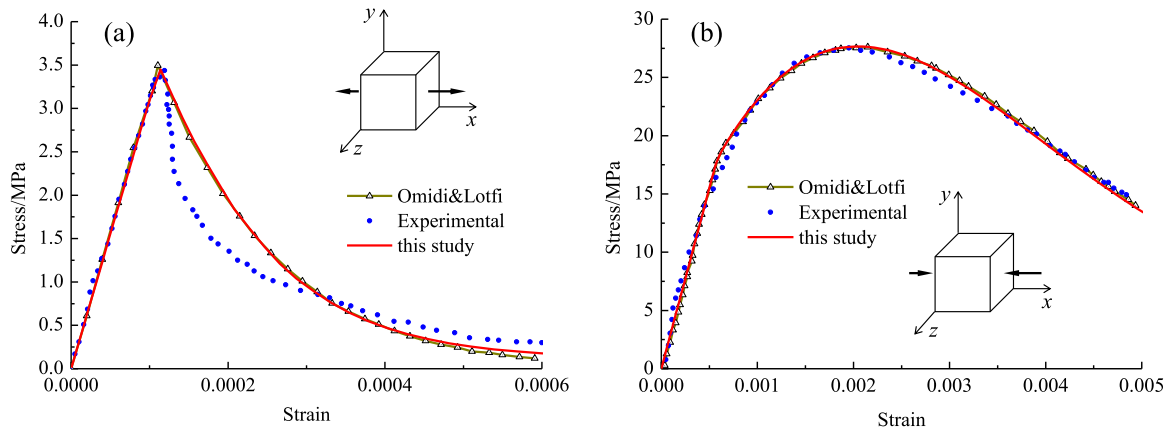 (a)
4.0
3.5
3.0
2.5
2.0
1.5
1.0
0.5
0.0
Stress/MPa
y
x
z
Omidi&Lotfi
Experimental
this study
0.0000 0.0002 0.0004 0.0006
Strain
(b)
30
25
20
15
10
5
0
Stress/MPa
Omidi&Lotfi
Experimental
this study
y
x
z
0.000 0.001 0.002 0.003 0.004 0.005
Strain